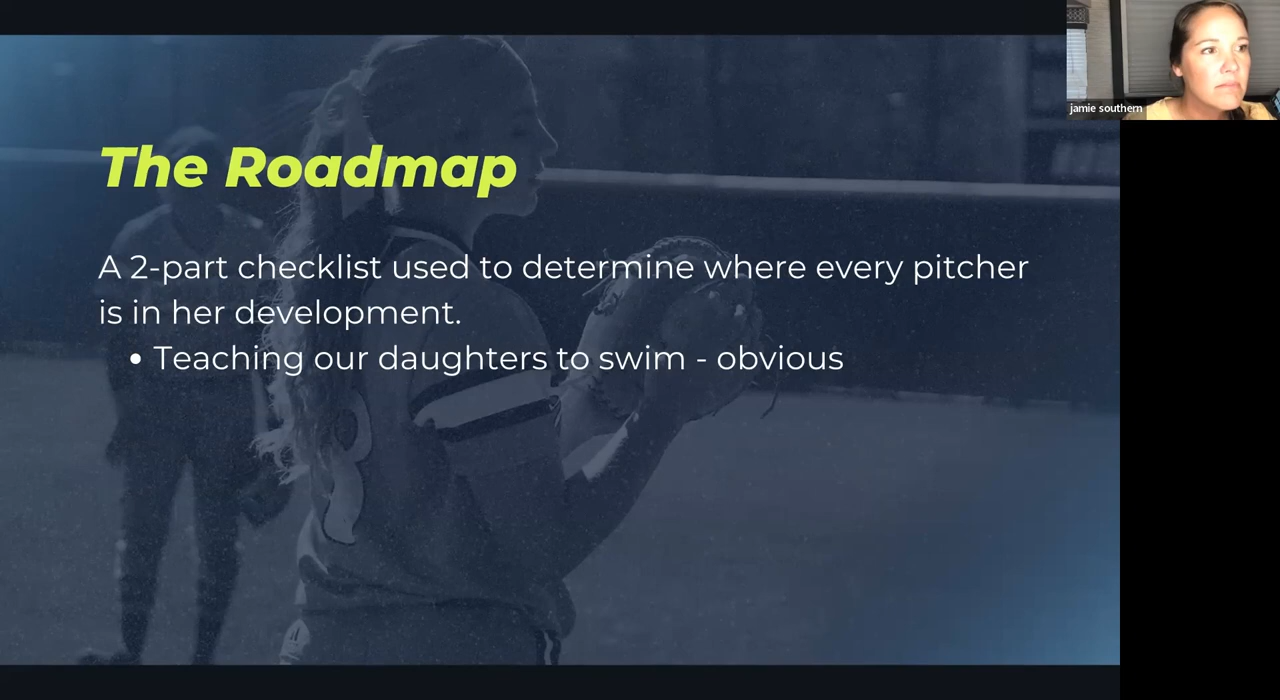 jamie southern
The Roadmap
A 2-part checklist used to determine where every pitcher
is in her development.
• Teaching our daughters to swim - obvious